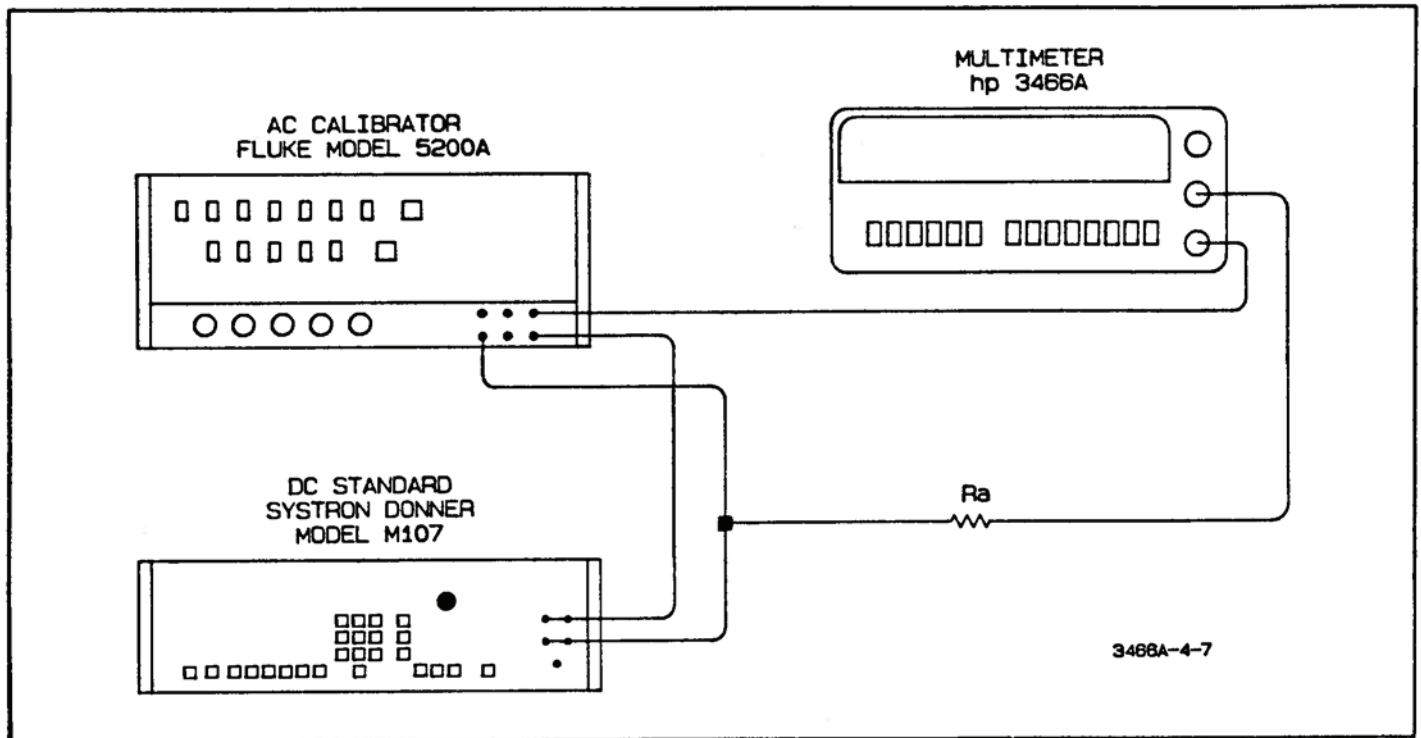 MULTIMETER
hp 3466A
AC CALIBRATOR
FLUKE MODEL 5200A
DC STANDARD
SYSTRON DONNER
MODEL M107
Ra
3466A-4-7